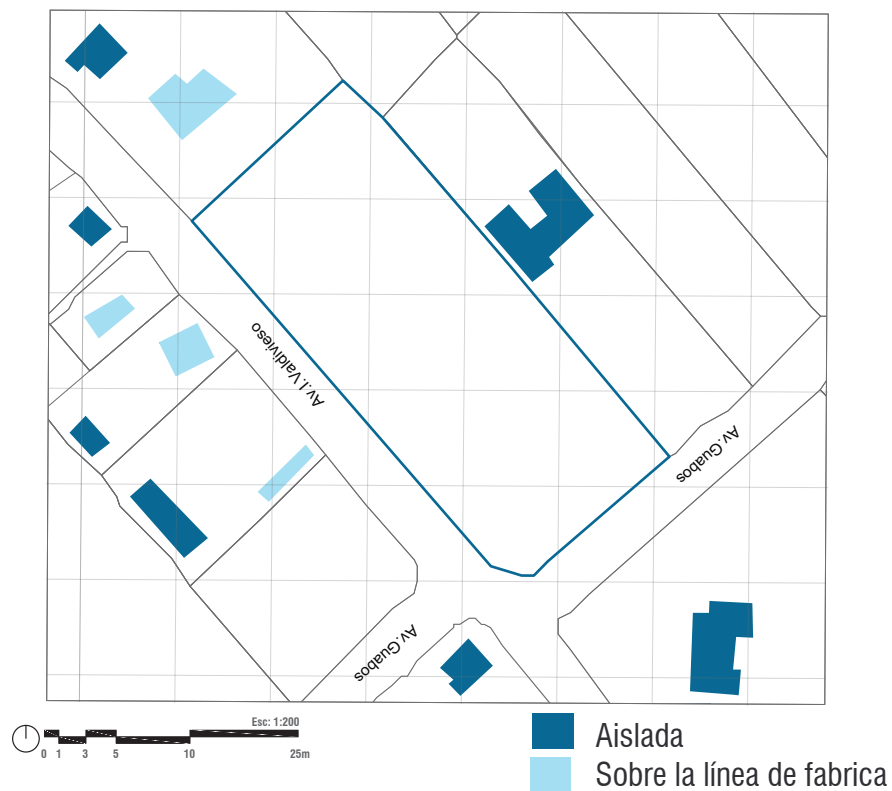 Av.I.Valdivieso
Av.Guabos
Av.Guabos
Esc: 1:200
0 1 3 5 10 25m
Aislada
Sobre la línea de fabrica